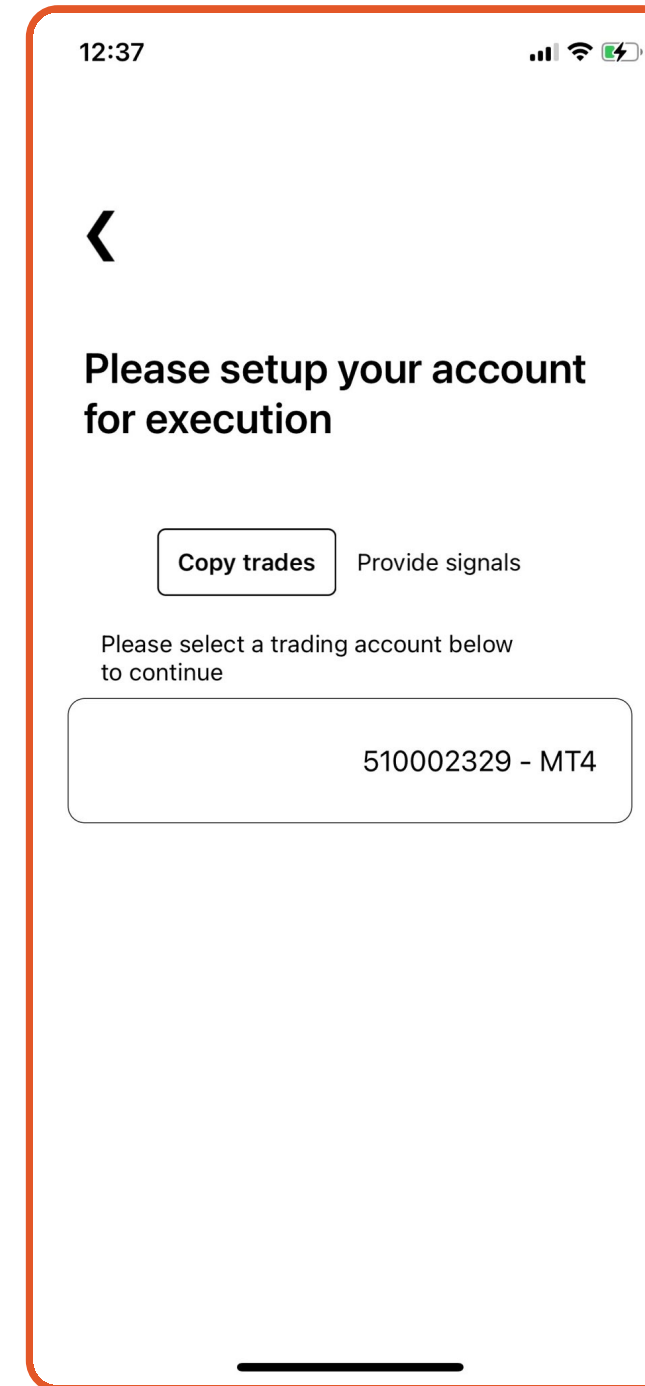 12:37
Please setup your account
for execution
Copy trades Provide signals
Please select a trading account below
to continue
510002329 - MT4